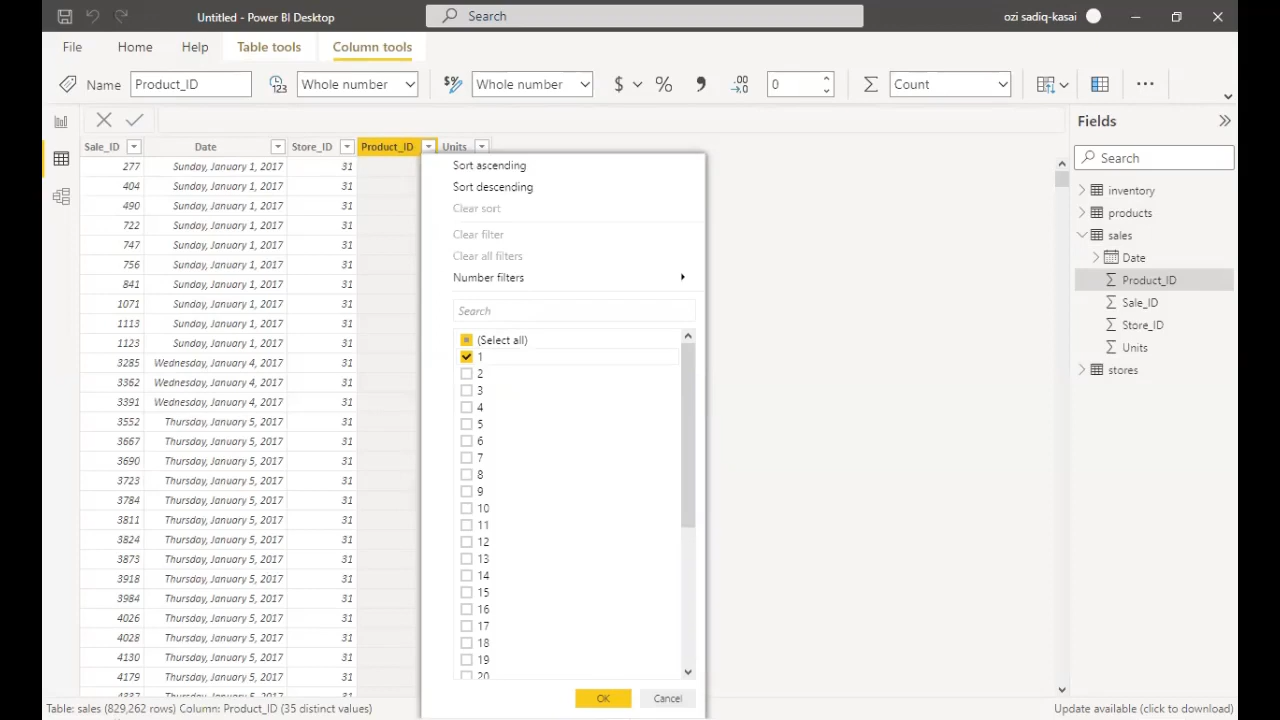 Untitled - Power BI Desktop
Search
ozi sadiq-kasai
File Home Help Table tools Column tools
Name Product_ID Whole number Whole number $ % 0 Σ Count ...
Fields
Search
inventory
products
sales
Date
Product_ID
Sale_ID
Store_ID
Units
stores
Sale_ID Date Store_ID Product_ID Units
277 Sunday, January 1, 2017 31
404 Sunday, January 1, 2017 31
490 Sunday, January 1, 2017 31
722 Sunday, January 1, 2017 31
747 Sunday, January 1, 2017 31
756 Sunday, January 1, 2017 31
841 Sunday, January 1, 2017 31
1071 Sunday, January 1, 2017 31
1113 Sunday, January 1, 2017 31
1123 Sunday, January 1, 2017 31
3285 Wednesday, January 4, 2017 31
3362 Wednesday, January 4, 2017 31
3391 Wednesday, January 4, 2017 31
3552 Thursday, January 5, 2017 31
3667 Thursday, January 5, 2017 31
3690 Thursday, January 5, 2017 31
3723 Thursday, January 5, 2017 31
3784 Thursday, January 5, 2017 31
3811 Thursday, January 5, 2017 31
3824 Thursday, January 5, 2017 31
3873 Thursday, January 5, 2017 31
3918 Thursday, January 5, 2017 31
3984 Thursday, January 5, 2017 31
4026 Thursday, January 5, 2017 31
4028 Thursday, January 5, 2017 31
4130 Thursday, January 5, 2017 31
4179 Thursday, January 5, 2017 31
Thursday, January 5, 2017 31
Sort ascending
Sort descending
Clear sort
Clear filter
Clear all filters
Number filters
Search
(Select all)
1
2
3
4
5
6
7
8
9
10
11
12
13
14
15
16
17
18
19
20
OK Cancel
Table: sales (829,262 rows) Column: Product_ID (35 distinct values)
Update available (click to download)